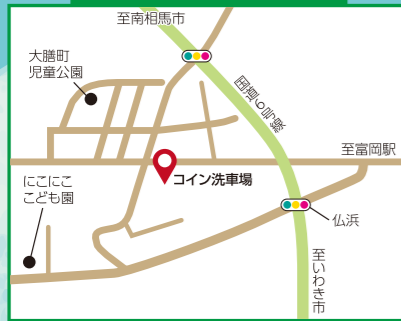 至南相馬市
大膳町
児童公園
国道6号線
至富岡駅
にこにこ
こども園
コイン洗車場
仏浜
至いわき市